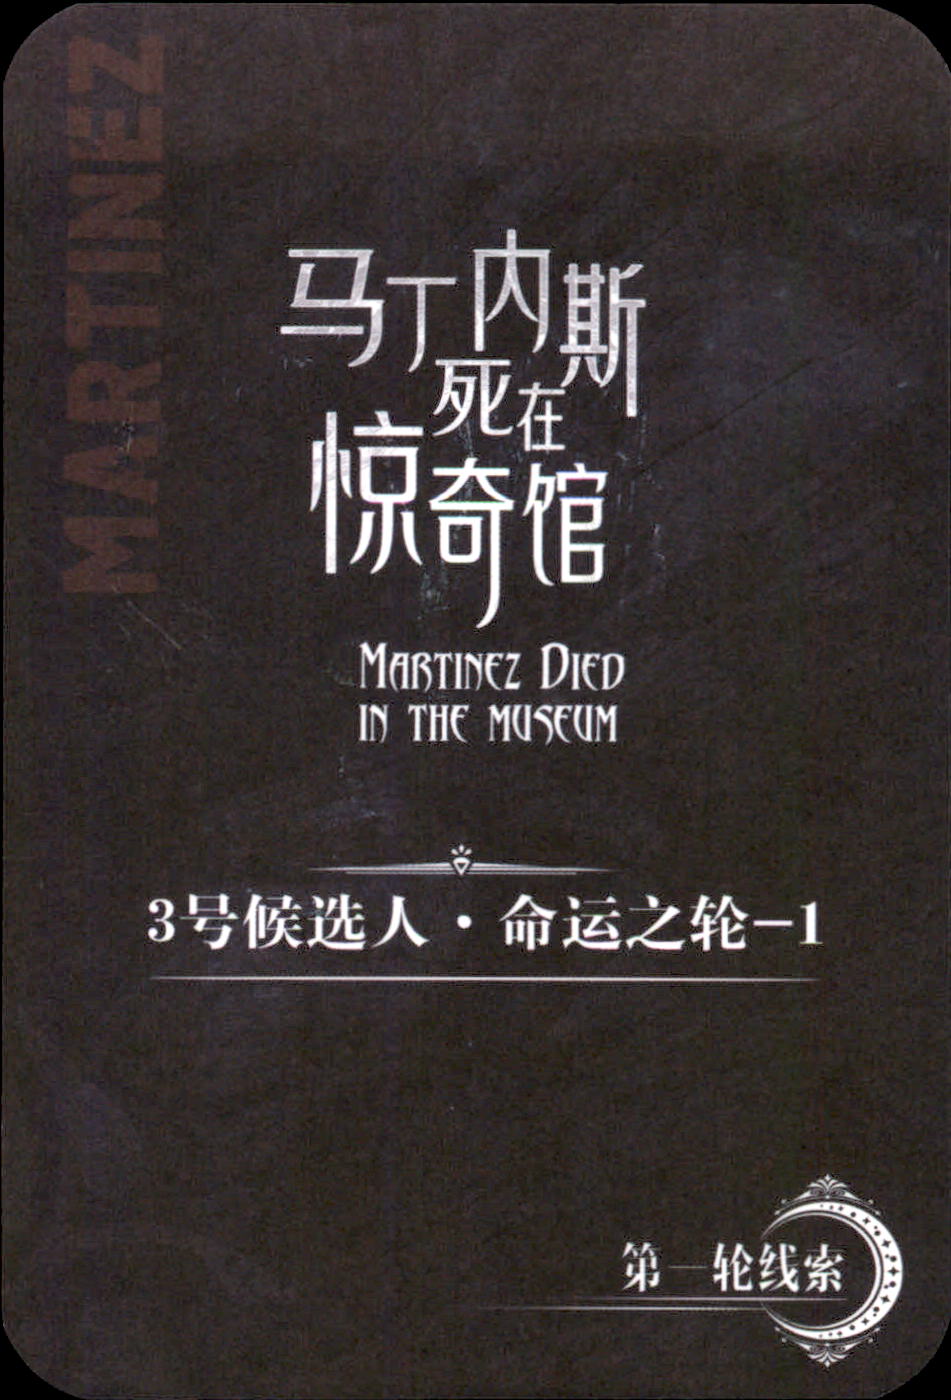 MARTINEZ
马丁内斯
死在
惊奇馆
MARTINEZ DIED
IN THE MUSEUM
3号候选人·命运之轮-1
第一轮线索